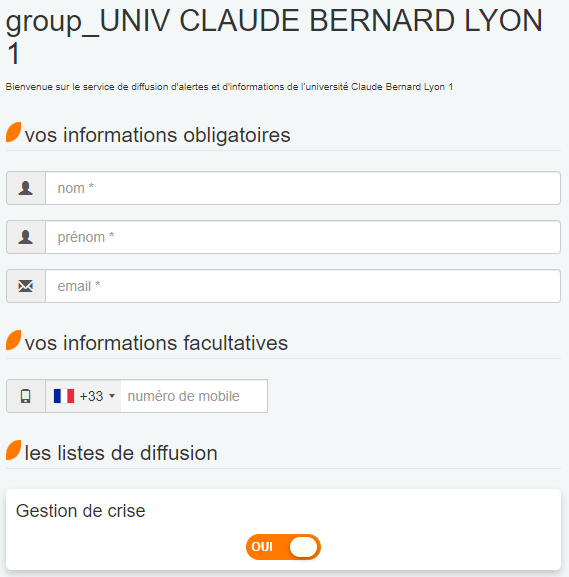 group_UNIV CLAUDE BERNARD LYON
1
Bienvenue sur le service de diffusion d'alertes et d'informations de l'université Claude Bernard Lyon 1
vos informations obligatoires
nom *
prénom *
email *
vos informations facultatives
+33 numéro de mobile
les listes de diffusion
Gestion de crise
OUI